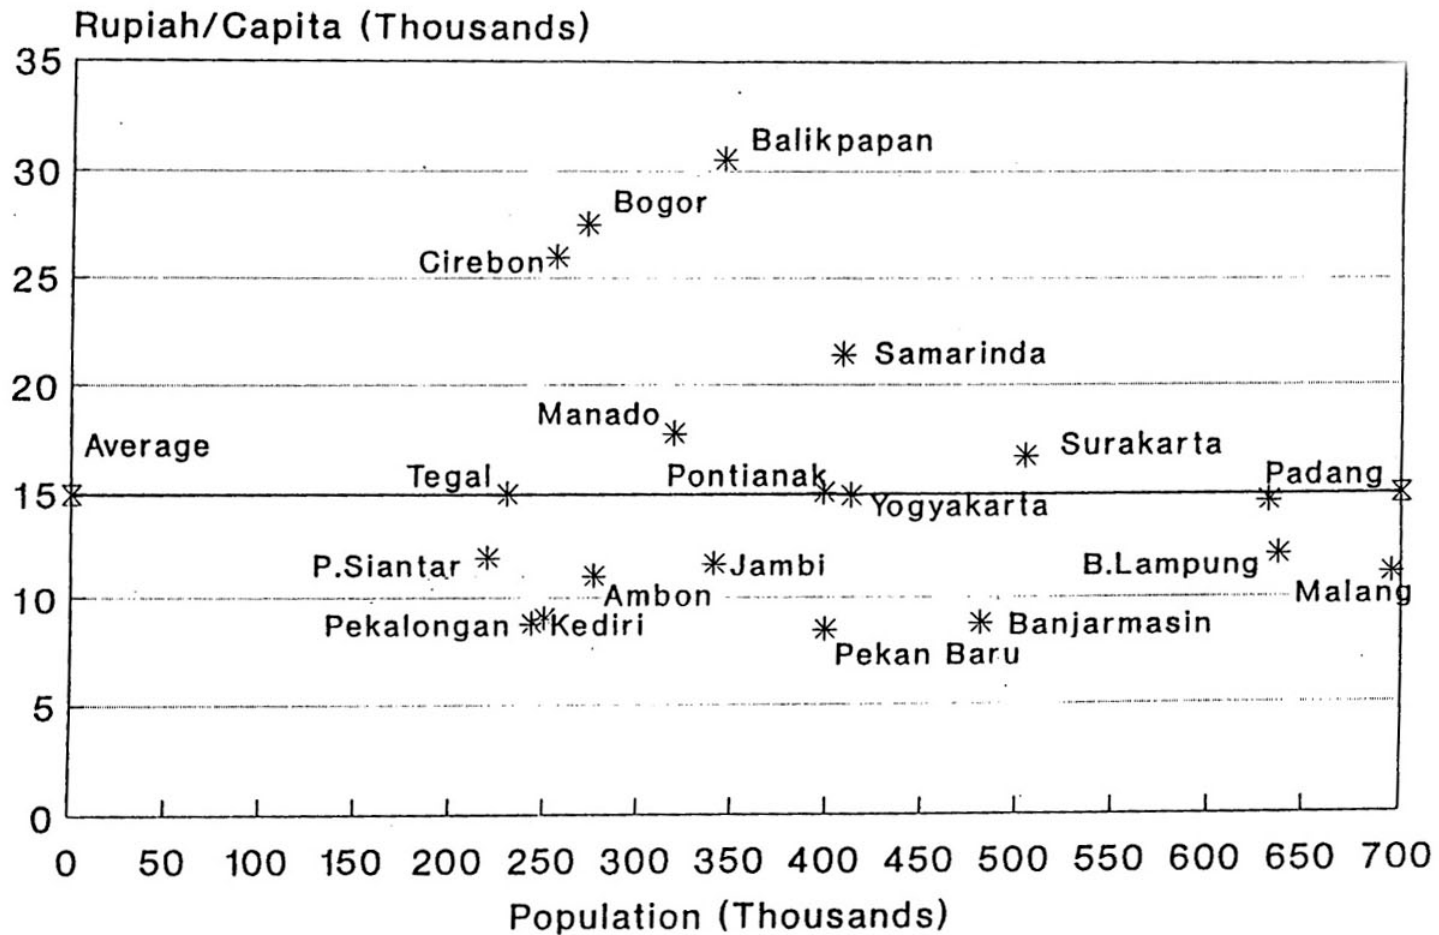 Rupiah/Capita (Thousands)
35
Balikpapan
30
Bogor
Cirebon
25
Samarinda
20
Manado
Average
Surakarta
Tegal
Pontianak
Padang
15
Yogyakarta
P.Siantar
Jambi
B.Lampung
10
Ambon
Malang
Pekalongan
Kediri
Banjarmasin
Pekan Baru
5
0
0 50 100 150 200 250 300 350 400 450 500 550 600 650 700
Population (Thousands)